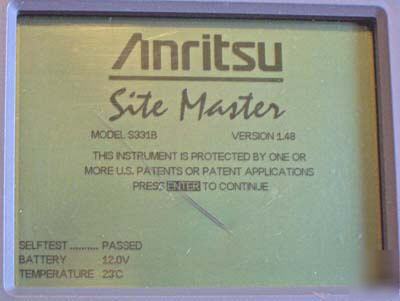 Anritsu
Site Master
MODEL S331B VERSION 1.48
THIS INSTRUMENT IS PROTECTED BY ONE OR
MORE U.S. PATENTS OR PATENT APPLICATIONS
PRESS ENTER TO CONTINUE
SELFTEST .......... PASSED
BATTERY 12.0V
TEMPERATURE 23°C